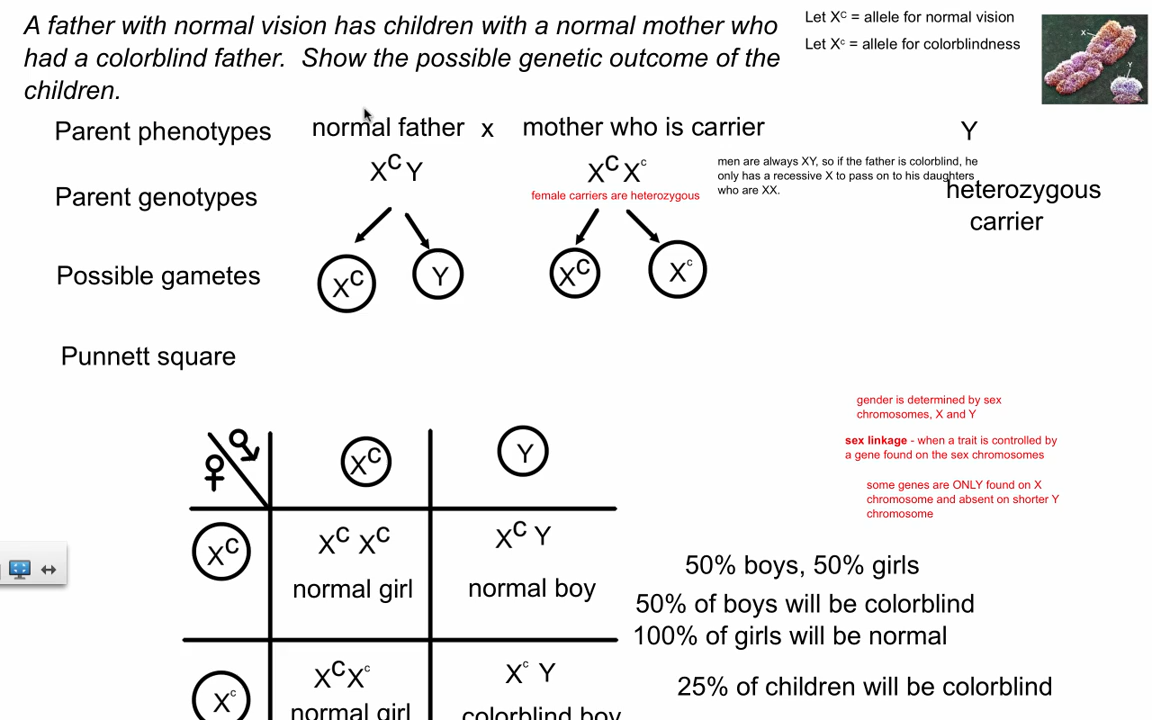 A father with normal vision has children with a normal mother who
had a colorblind father. Show the possible genetic outcome of the
children.
Let Xᶜ = allele for normal vision
Let Xᶜ = allele for colorblindness
X
Y
Parent phenotypes
normal father x mother who is carrier
Y
Parent genotypes
X^C Y
X^C X^c
female carriers are heterozygous
men are always XY, so if the father is colorblind, he
only has a recessive X to pass on to his daughters
who are XX.
heterozygous
carrier
Possible gametes
X^C
Y
X^C
X^c
Punnett square
gender is determined by sex
chromosomes, X and Y
sex linkage - when a trait is controlled by
a gene found on the sex chromosomes
some genes are ONLY found on X
chromosome and absent on shorter Y
chromosome
♀ ♂
X^C
Y
X^C
X^C X^C
X^C Y
normal girl
normal boy
X^c
X^C X^c
X^c Y
normal girl
colorblind boy
50% boys, 50% girls
50% of boys will be colorblind
100% of girls will be normal
25% of children will be colorblind